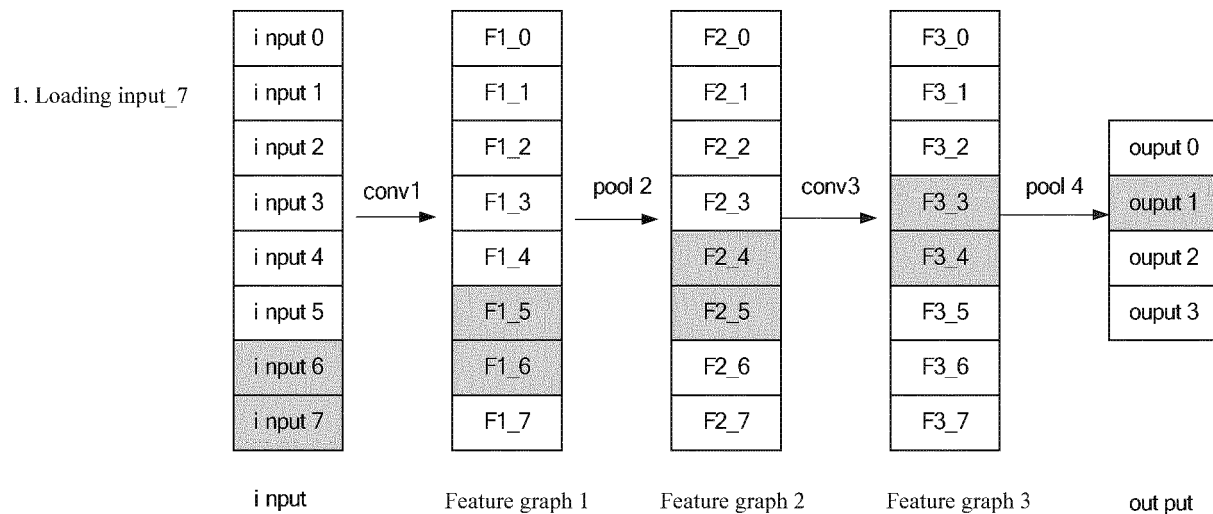 1. Loading input_7
i nput 0
i nput 1
i nput 2
i nput 3
i nput 4
i nput 5
i nput 6
i nput 7
i nput
conv1
F1_0
F1_1
F1_2
F1_3
F1_4
F1_5
F1_6
F1_7
Feature graph 1
pool 2
F2_0
F2_1
F2_2
F2_3
F2_4
F2_5
F2_6
F2_7
Feature graph 2
conv3
F3_0
F3_1
F3_2
F3_3
F3_4
F3_5
F3_6
F3_7
Feature graph 3
pool 4
ouput 0
ouput 1
ouput 2
ouput 3
out put